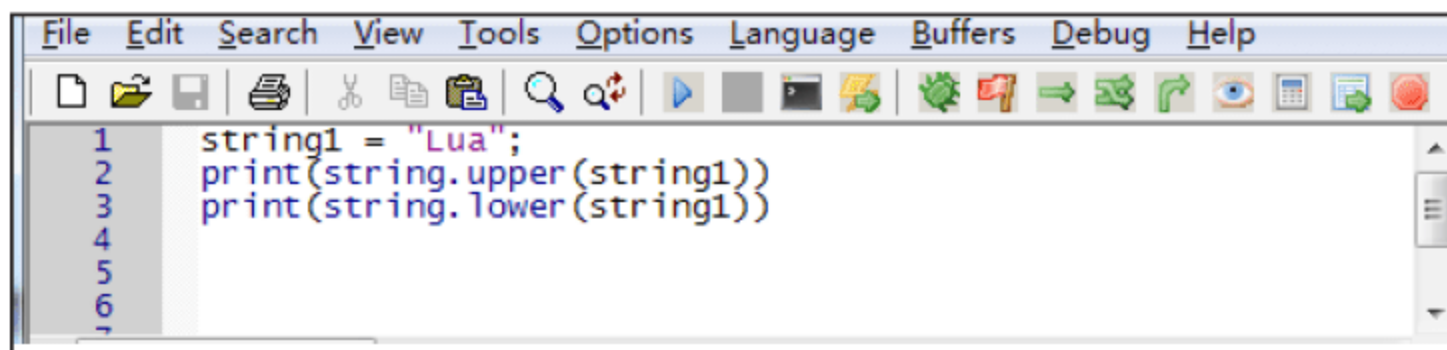 File Edit Search View Tools Options Language Buffers Debug Help
1 string1 = "Lua";
2 print(string.upper(string1))
3 print(string.lower(string1))
4
5
6